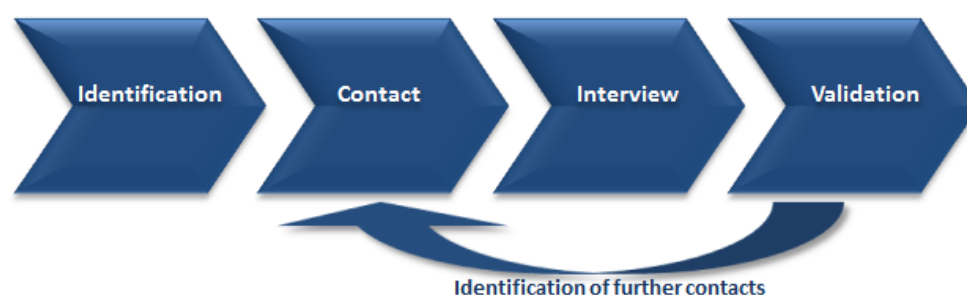 Identification
Contact
Interview
Validation
Identification of further contacts